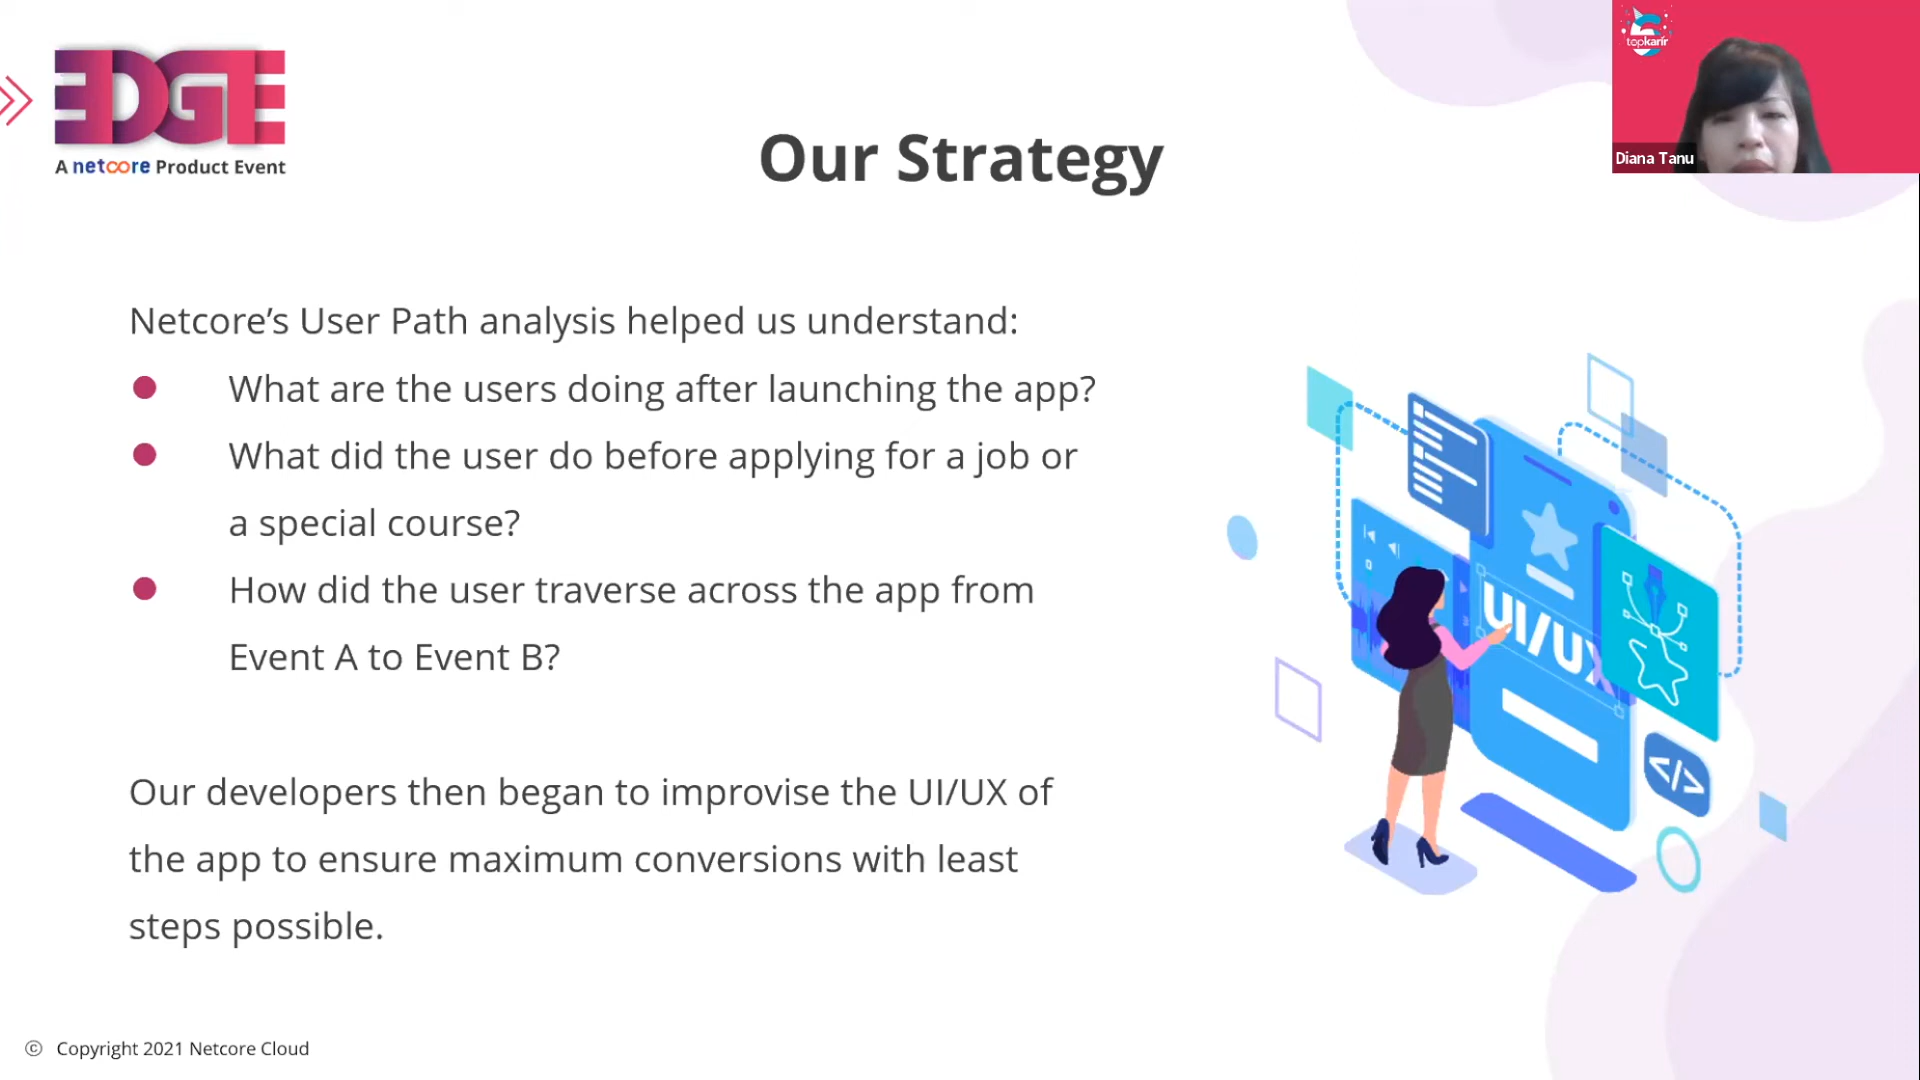 EDGE
A netcore Product Event
topkarir
Diana Tanu
Our Strategy
Netcore’s User Path analysis helped us understand:
● What are the users doing after launching the app?
● What did the user do before applying for a job or
a special course?
● How did the user traverse across the app from
Event A to Event B?
Our developers then began to improvise the UI/UX of
the app to ensure maximum conversions with least
steps possible.
UI/UX
</>
© Copyright 2021 Netcore Cloud